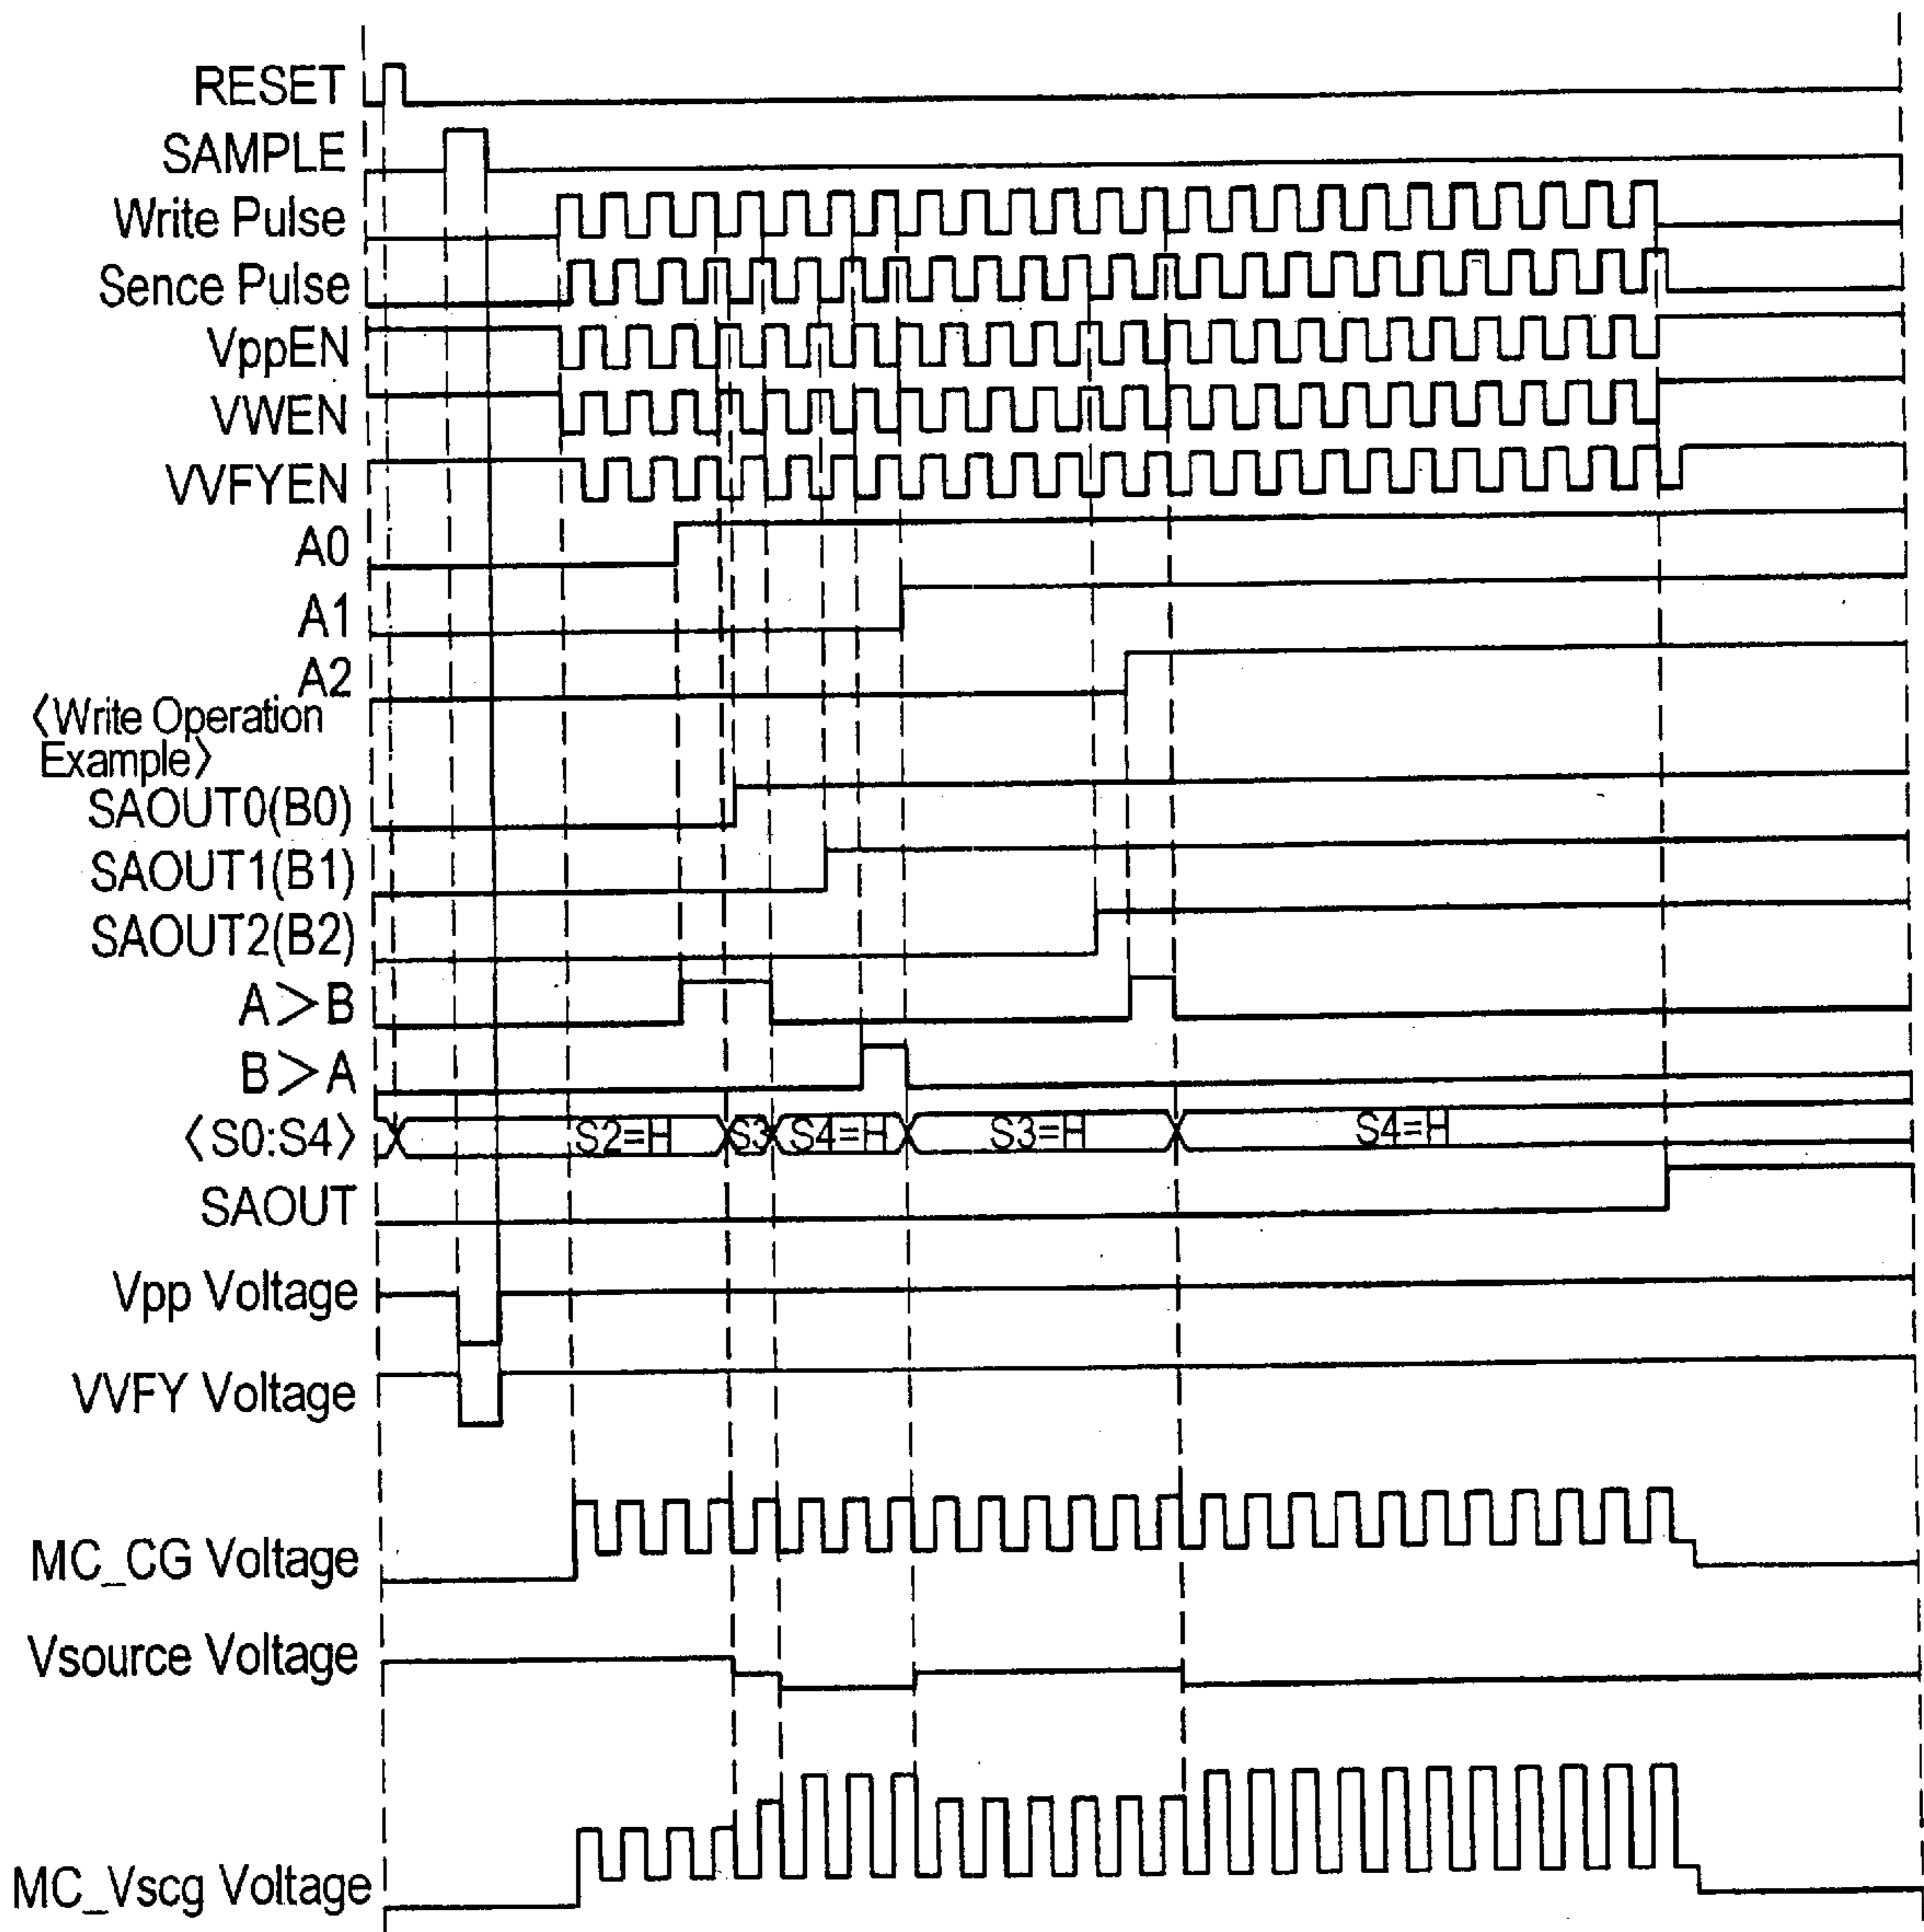 RESET
SAMPLE
Write Pulse
Sence Pulse
VppEN
VWEN
VVFYEN
A0
A1
A2
〈Write Operation
Example〉
SAOUT0(B0)
SAOUT1(B1)
SAOUT2(B2)
A>B
B>A
〈S0:S4〉 S2=H S3 S4=H S3=H S4=H
SAOUT
Vpp Voltage
VVFY Voltage
MC_CG Voltage
Vsource Voltage
MC_Vscg Voltage